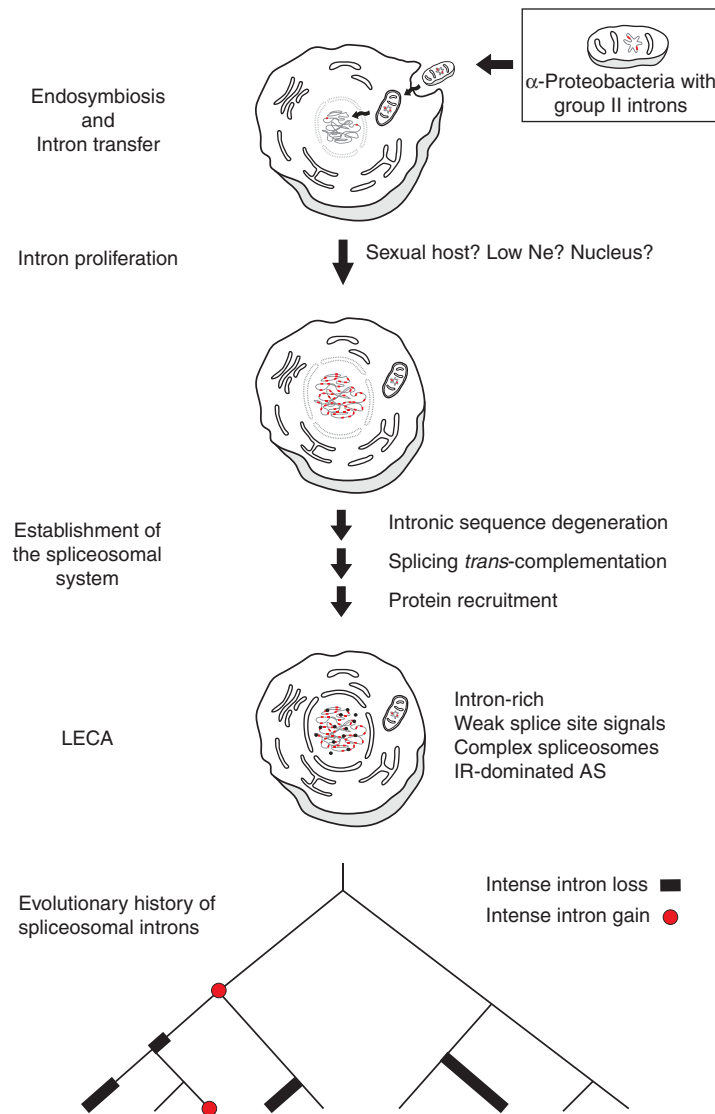 α-Proteobacteria with
group II introns
Endosymbiosis
and
Intron transfer
Intron proliferation
Sexual host? Low Ne? Nucleus?
Establishment of
the spliceosomal
system
Intronic sequence degeneration
Splicing trans-complementation
Protein recruitment
LECA
Intron-rich
Weak splice site signals
Complex spliceosomes
IR-dominated AS
Evolutionary history of
spliceosomal introns
Intense intron loss
Intense intron gain